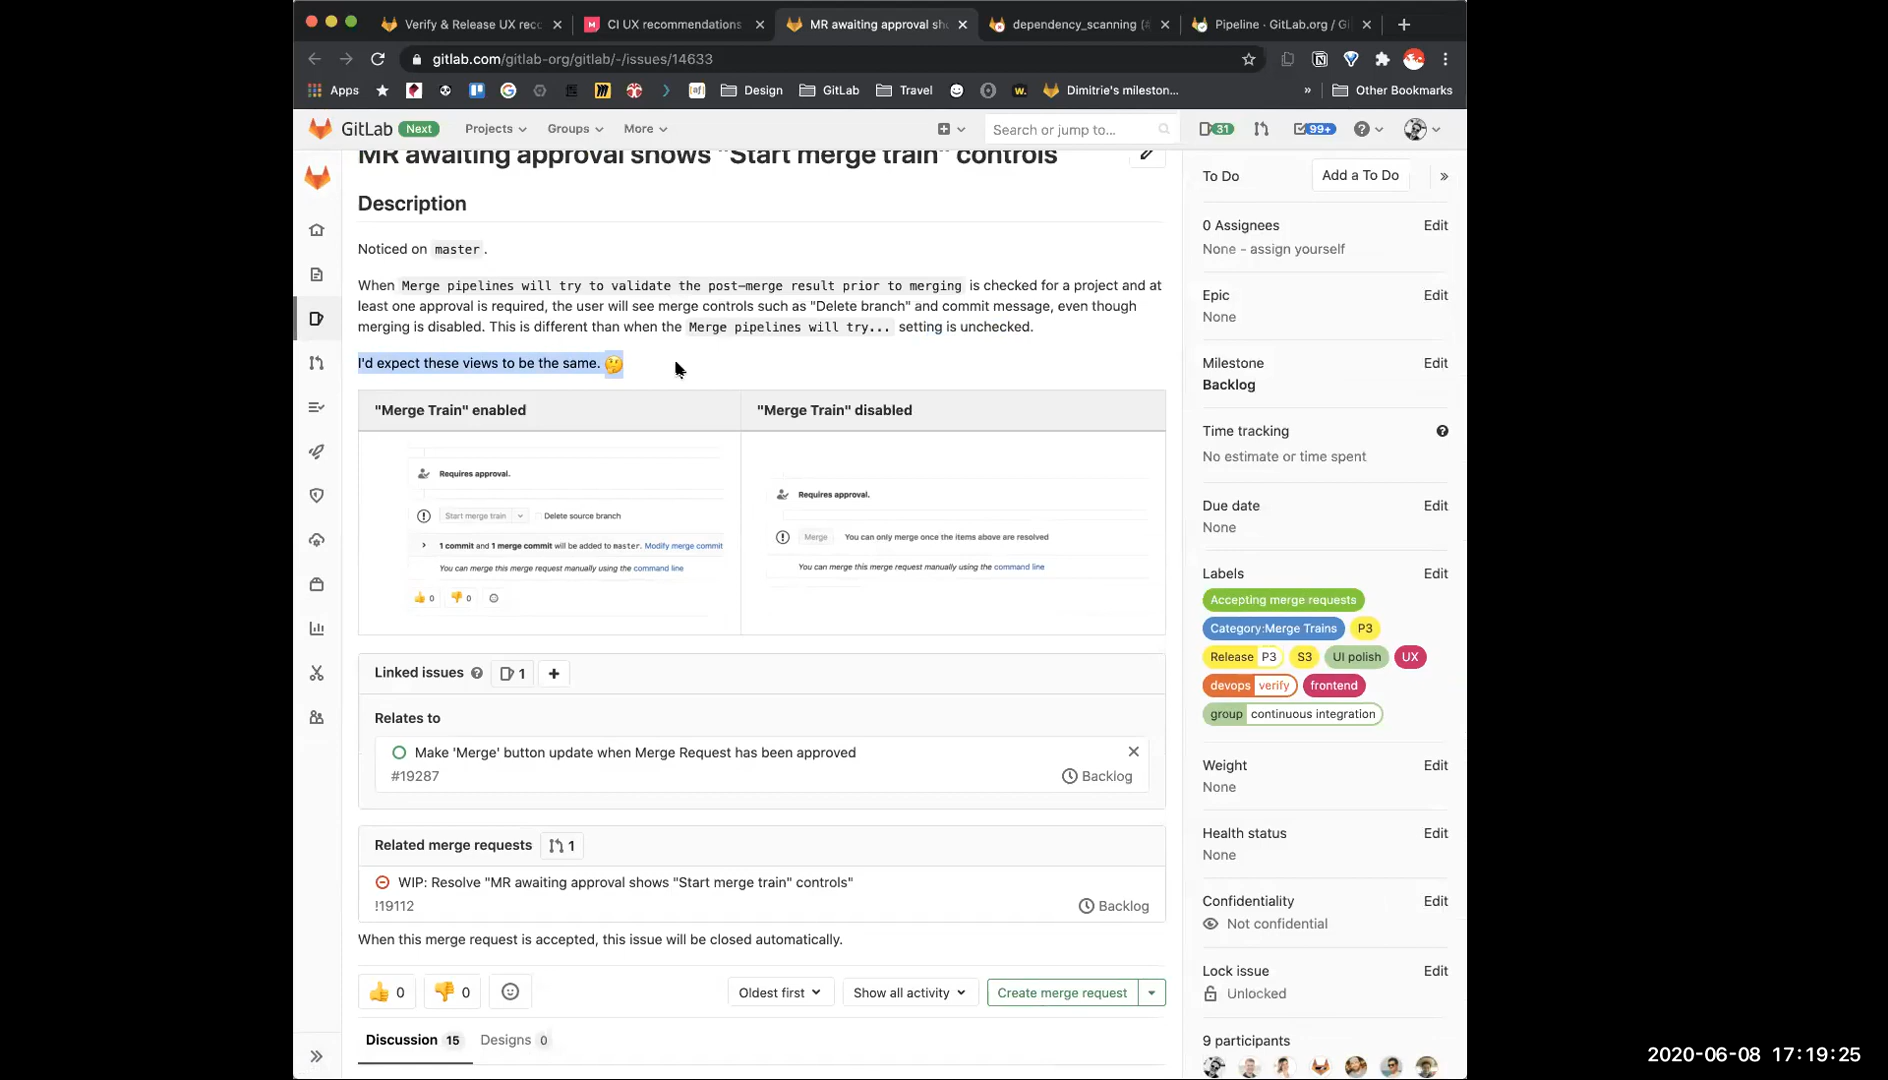 Verify & Release UX rec
CI UX recommendations
MR awaiting approval sho
dependency_scanning (#
Pipeline · GitLab.org / Gi
gitlab.com/gitlab-org/gitlab/-/issues/14633
Apps
Design
GitLab
Travel
w.
Dimitrie's mileston...
»
Other Bookmarks
GitLab Next Projects Groups More
Search or jump to...
31
99+
MR awaiting approval shows "Start merge train" controls
Description
Noticed on master.
When Merge pipelines will try to validate the post-merge result prior to merging is checked for a project and at
least one approval is required, the user will see merge controls such as "Delete branch" and commit message, even though
merging is disabled. This is different than when the Merge pipelines will try... setting is unchecked.
I'd expect these views to be the same. 🤔
"Merge Train" enabled
"Merge Train" disabled
Requires approval.
Start merge train
Delete source branch
1 commit and 1 merge commit will be added to master. Modify merge commit
You can merge this merge request manually using the command line
👍 0 👎 0
Requires approval.
Merge You can only merge once the items above are resolved
You can merge this merge request manually using the command line
Linked issues 1 +
Relates to
Make 'Merge' button update when Merge Request has been approved
#19287
Backlog
Related merge requests 1
WIP: Resolve "MR awaiting approval shows "Start merge train" controls"
!19112
Backlog
When this merge request is accepted, this issue will be closed automatically.
👍 0 👎 0
Oldest first
Show all activity
Create merge request
Discussion 15 Designs 0
To Do
Add a To Do
»
0 Assignees Edit
None - assign yourself
Epic Edit
None
Milestone Edit
Backlog
Time tracking
No estimate or time spent
Due date Edit
None
Labels Edit
Accepting merge requests
Category:Merge Trains P3
Release P3 S3 UI polish UX
devops verify frontend
group continuous integration
Weight Edit
None
Health status Edit
None
Confidentiality Edit
Not confidential
Lock issue Edit
Unlocked
9 participants
2020-06-08 17:19:25